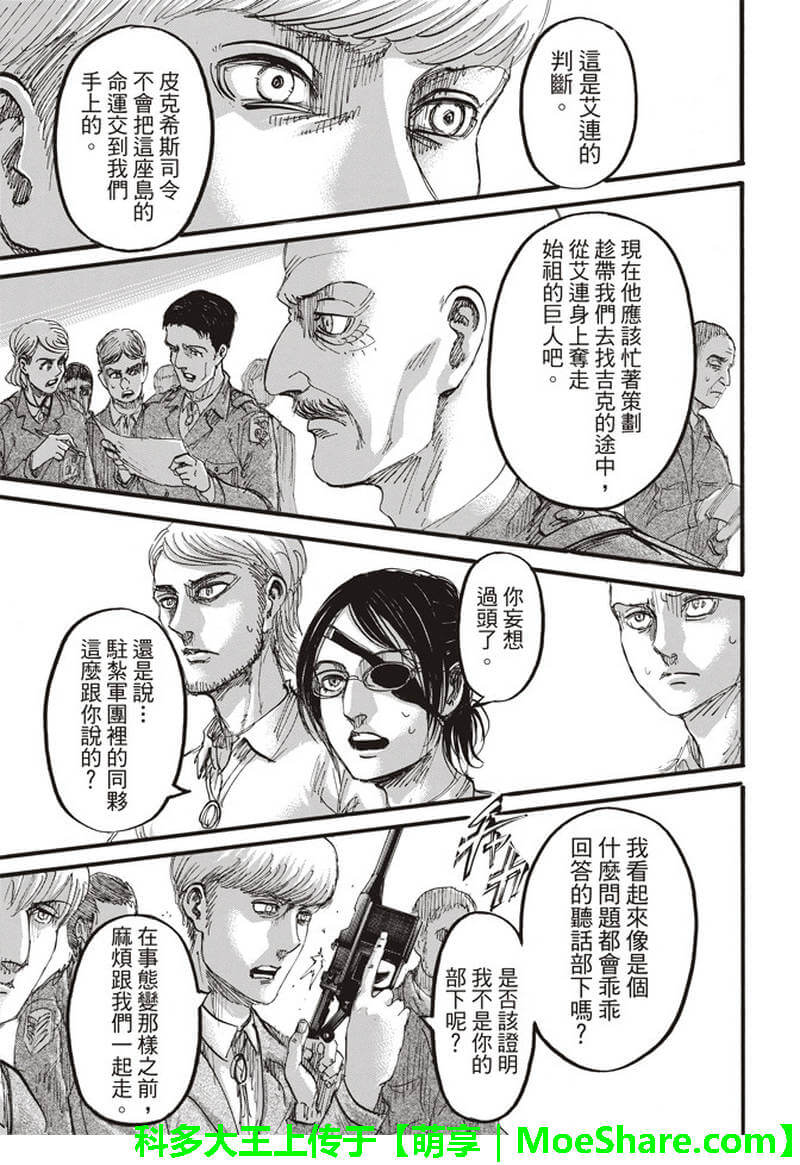 這是艾連的
判斷。
皮克希斯司令
不會把這座島的
命運交到我們
手上的。
現在他應該忙著策劃
趁帶我們去找吉克的途中，
從艾連身上奪走
始祖的巨人吧。
你妄想
過頭了。
還是說…
駐紮軍團裡的同夥
這麼跟你說的？
我看起來像是個
什麼問題都會乖乖
回答的聽話部下嗎？
是否該證明
我不是你的
部下呢？
在事態變那樣之前，
麻煩跟我們一起走。
科多大王上传于【萌享】MoeShare.com】